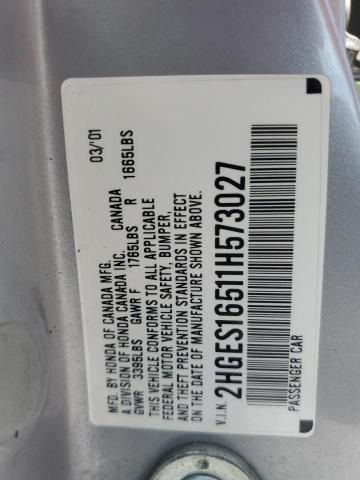 MFD. BY HONDA OF CANADA MFG. 03/'01
A DIVISION OF HONDA CANADA INC. CANADA
GVWR 3395LBS GAWR F 1765LBS R 1665LBS
THIS VEHICLE CONFORMS TO ALL APPLICABLE
FEDERAL MOTOR VEHICLE SAFETY, BUMPER,
AND THEFT PREVENTION STANDARDS IN EFFECT
ON THE DATE OF MANUFACTURE SHOWN ABOVE.
V.I.N. 2HGES16511H573027
PASSENGER CAR